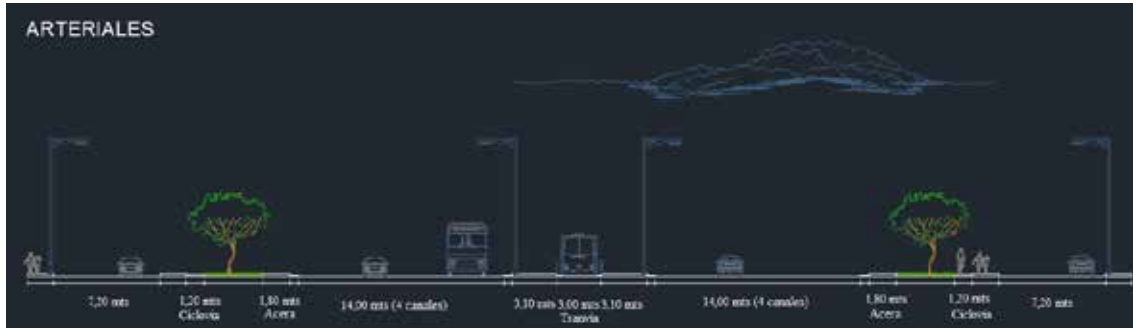 ARTERIALES
7,20 mts
1,20 mts
Ciclovia
1,80 mts
Acera
14,00 mts (4 canales)
3,10 mts 3,00 mts 3,10 mts
Tranvia
14,00 mts (4 canales)
1,80 mts
Acera
1,20 mts
Ciclovia
7,20 mts